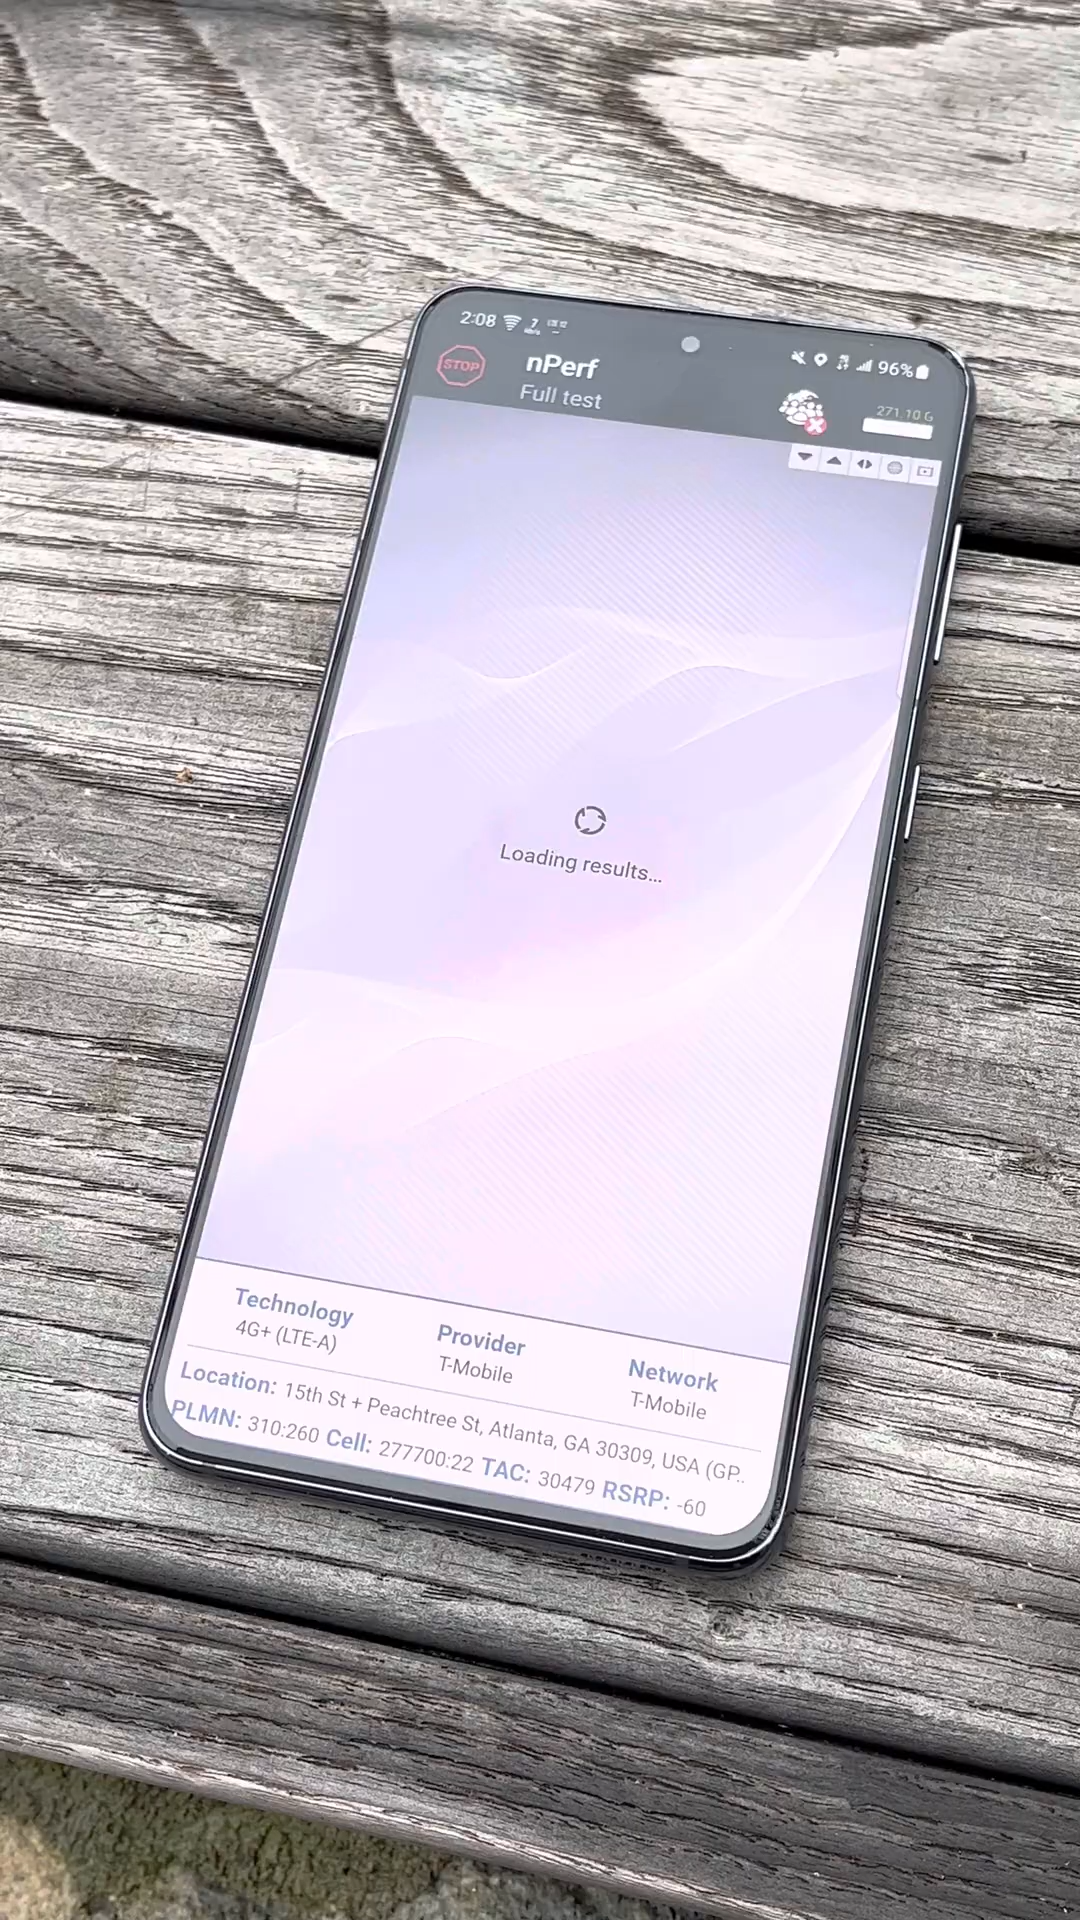 2:08 96%
STOP nPerf
Full test
271.10 G
Loading results...
Technology Provider Network
4G+ (LTE-A) T-Mobile T-Mobile
Location: 15th St + Peachtree St, Atlanta, GA 30309, USA (GP..
PLMN: 310:260 Cell: 277700:22 TAC: 30479 RSRP: -60